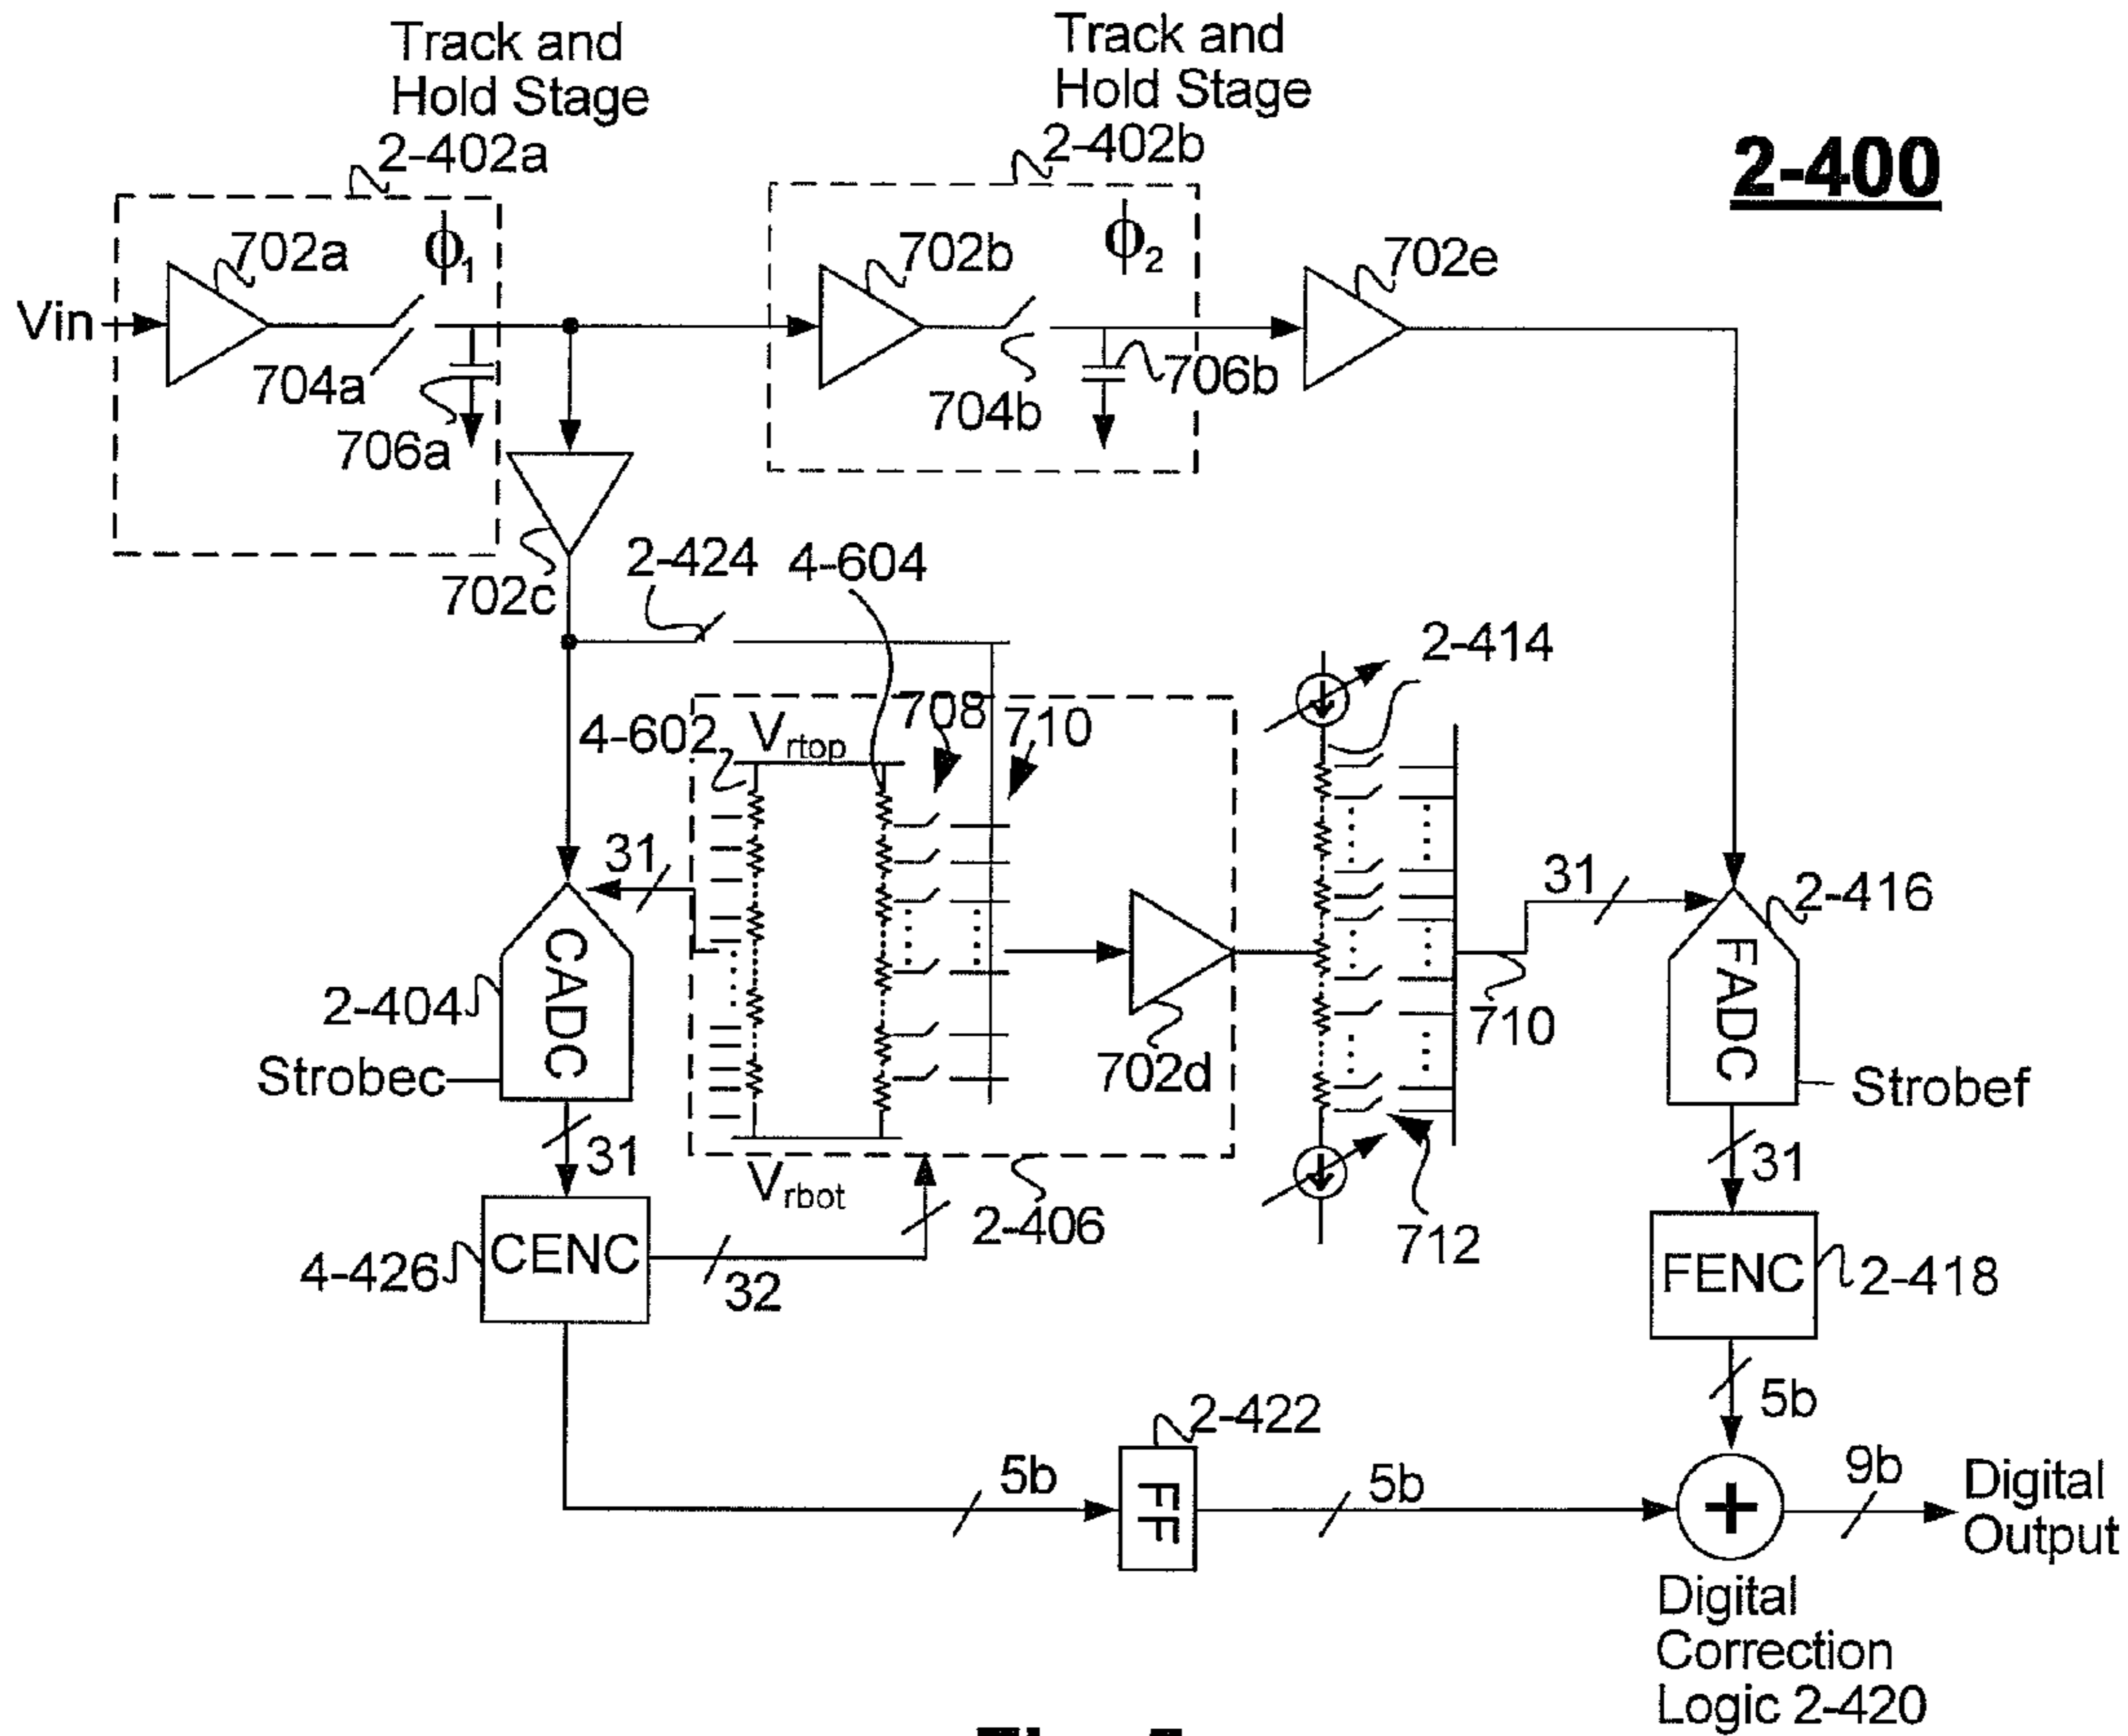 Track and
Hold Stage
2-402a
Track and
Hold Stage
2-402b
2-400
702a
ϕ1
702b
ϕ2
702e
Vin
704a
706a
704b
706b
702c
2-424
4-604
2-414
4-602
Vrtop
708
710
31
31
2-416
CADC
FADC
2-404
702d
710
Strobec
Strobef
31
Vrbot
2-406
712
31
4-426
CENC
32
FENC
2-418
2-422
5b
5b
FF
5b
+
9b
Digital
Output
Digital
Correction
Logic 2-420